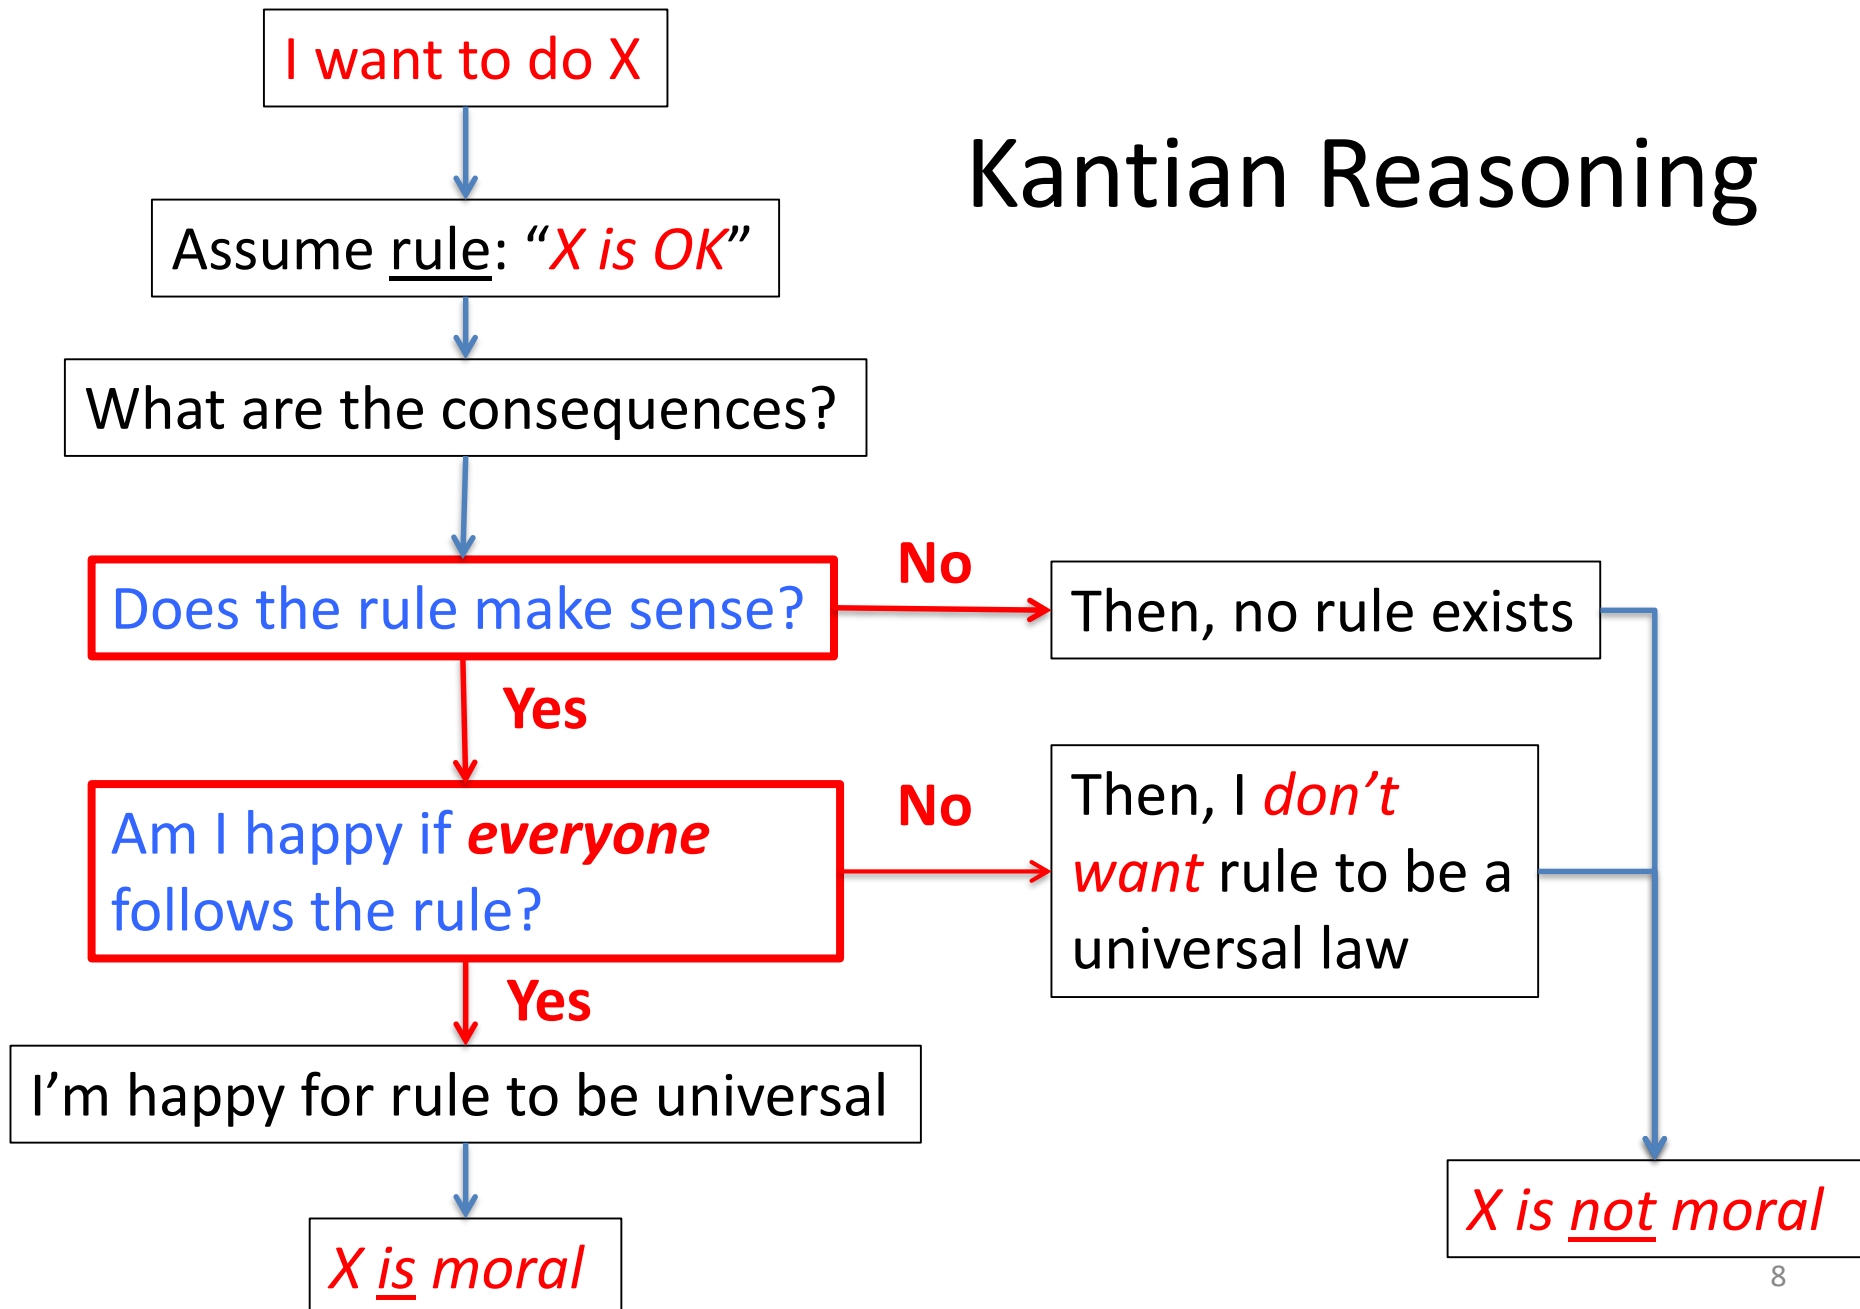 I want to do X
Kantian Reasoning
Assume rule: “X is OK”
What are the consequences?
Does the rule make sense?
No
Then, no rule exists
Yes
Am I happy if everyone
follows the rule?
No
Then, I don’t
want rule to be a
universal law
Yes
I’m happy for rule to be universal
X is not moral
X is moral
8